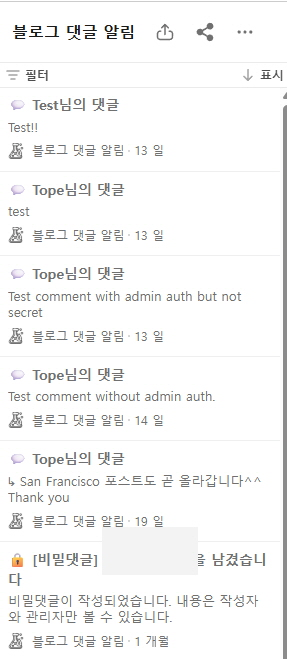 블로그 댓글 알림
필터
표시
Test님의 댓글
Test!!
블로그 댓글 알림 · 13 일
Tope님의 댓글
test
블로그 댓글 알림 · 13 일
Tope님의 댓글
Test comment with admin auth but not
secret
블로그 댓글 알림 · 13 일
Tope님의 댓글
Test comment without admin auth.
블로그 댓글 알림 · 14 일
Tope님의 댓글
↳ San Francisco 포스트도 곧 올라갑니다^^
Thank you
블로그 댓글 알림 · 19 일
[비밀댓글] 을 남겼습니
다
비밀댓글이 작성되었습니다. 내용은 작성자
와 관리자만 볼 수 있습니다.
블로그 댓글 알림 · 1 개월